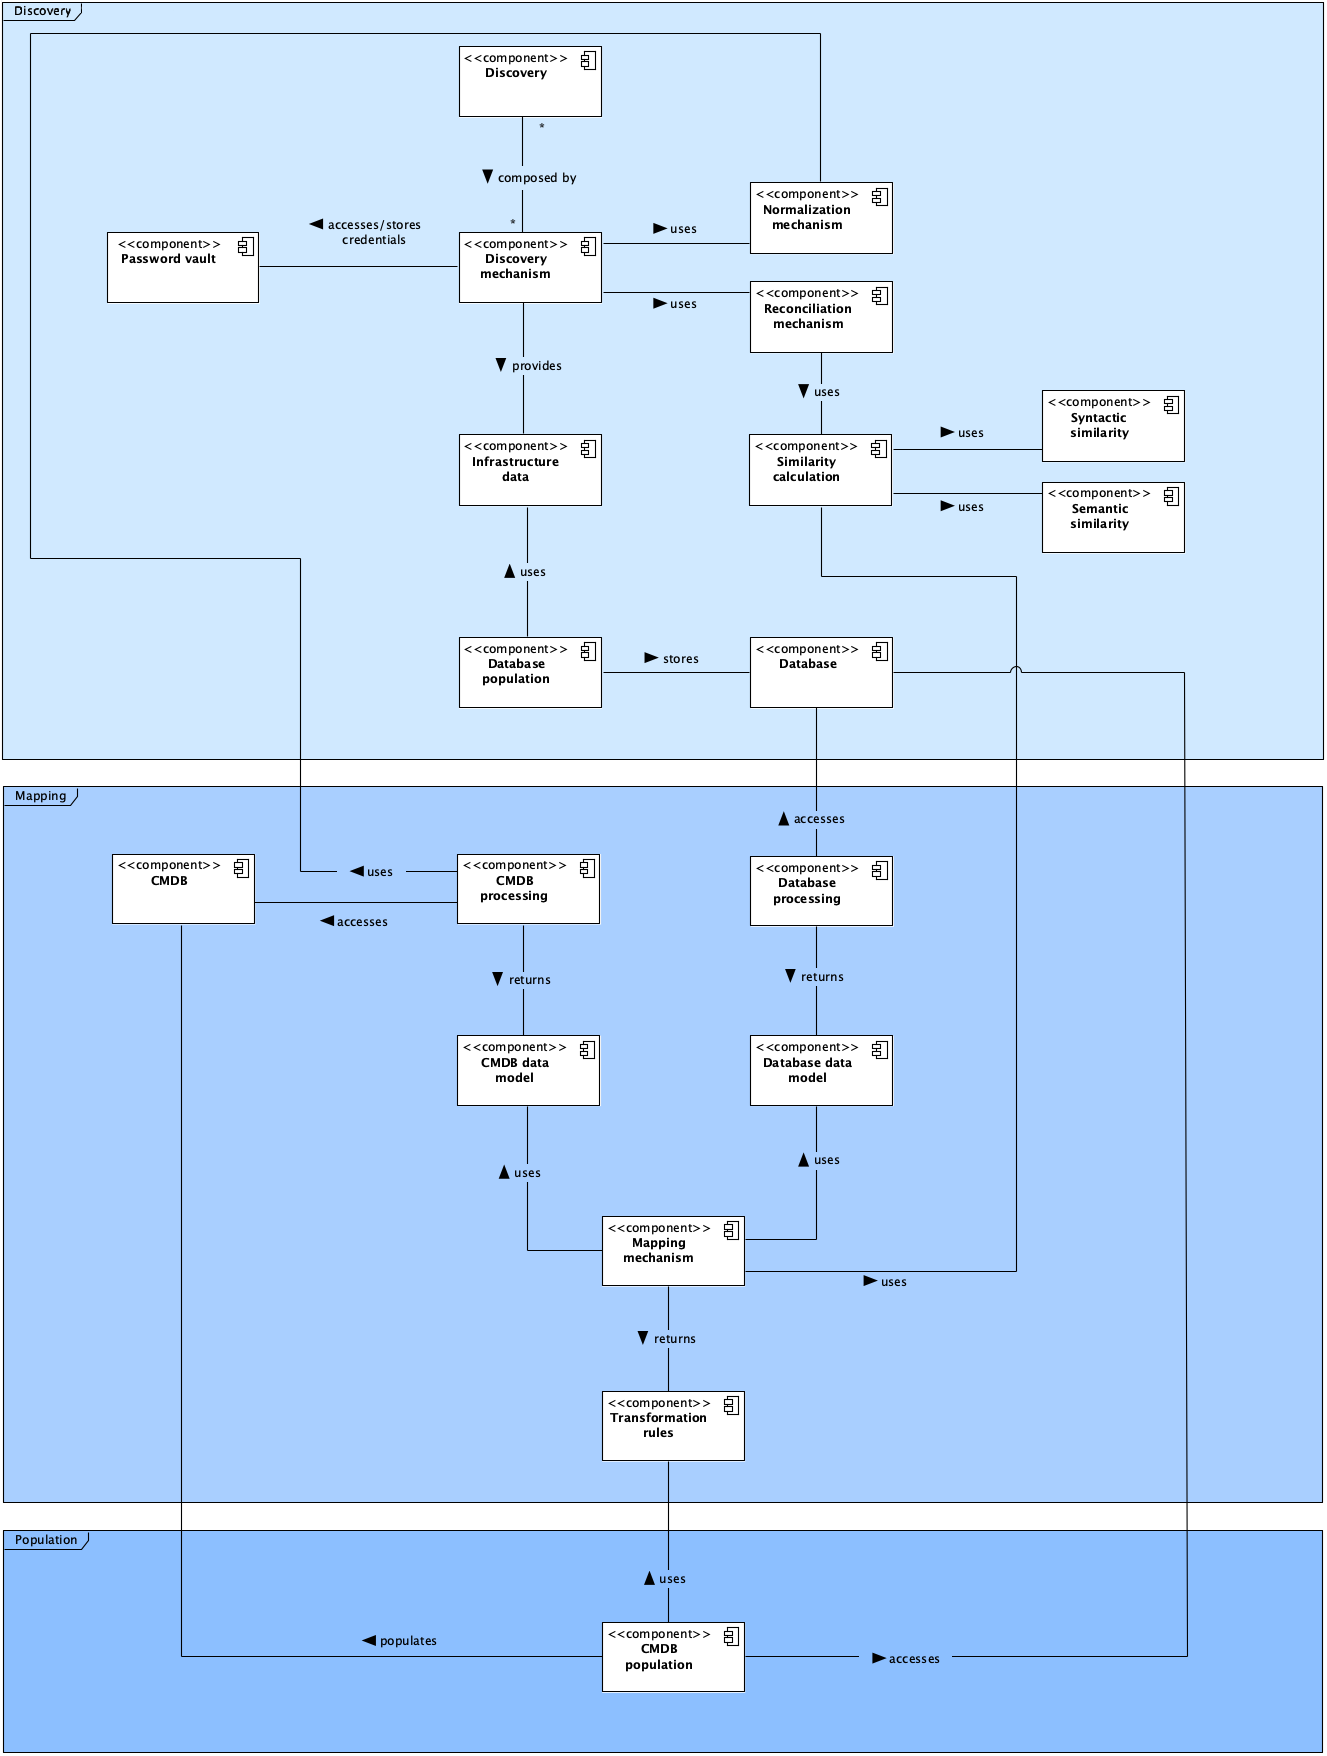 Discovery
<<component>>
Discovery
*
composed by
*
accesses/stores
credentials
<<component>>
Password vault
<<component>>
Discovery
mechanism
uses
<<component>>
Normalization
mechanism
uses
<<component>>
Reconciliation
mechanism
provides
uses
<<component>>
Infrastructure
data
<<component>>
Similarity
calculation
uses
<<component>>
Syntactic
similarity
uses
<<component>>
Semantic
similarity
uses
<<component>>
Database
population
stores
<<component>>
Database
Mapping
accesses
<<component>>
CMDB
uses
accesses
<<component>>
CMDB
processing
<<component>>
Database
processing
returns
returns
<<component>>
CMDB data
model
<<component>>
Database data
model
uses
uses
<<component>>
Mapping
mechanism
uses
returns
<<component>>
Transformation
rules
Population
uses
populates
<<component>>
CMDB
population
accesses